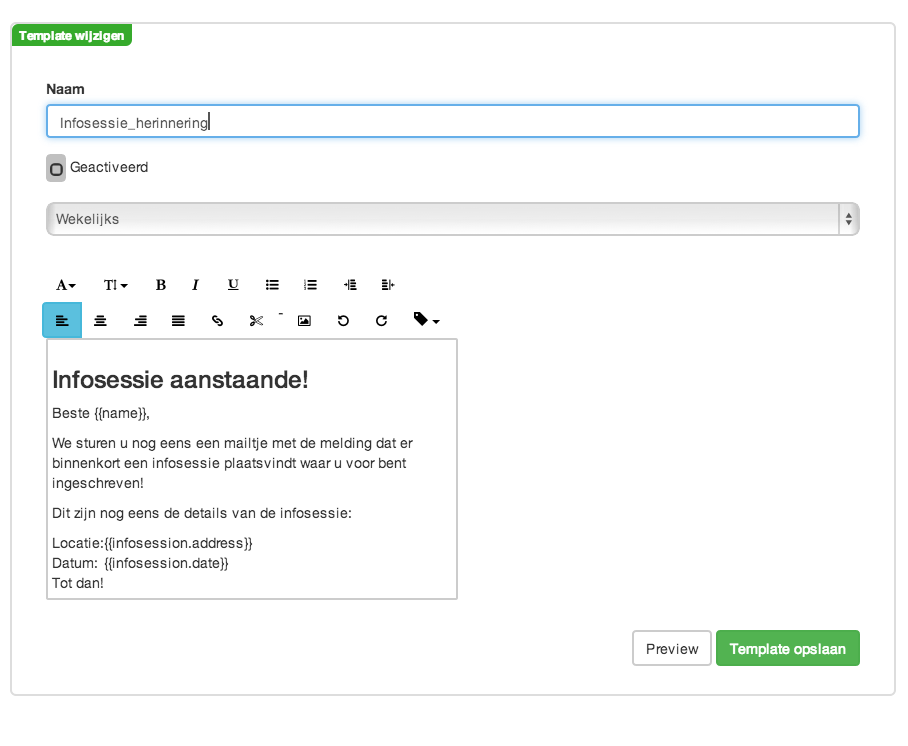 Template wijzigen
Naam
Infosessie_herinnering
Geactiveerd
Wekelijks
A TI B I U
Infosessie aanstaande!
Beste {{name}},
We sturen u nog eens een mailtje met de melding dat er
binnenkort een infosessie plaatsvindt waar u voor bent
ingeschreven!
Dit zijn nog eens de details van de infosessie:
Locatie:{{infosession.address}}
Datum: {{infosession.date}}
Tot dan!
Preview Template opslaan